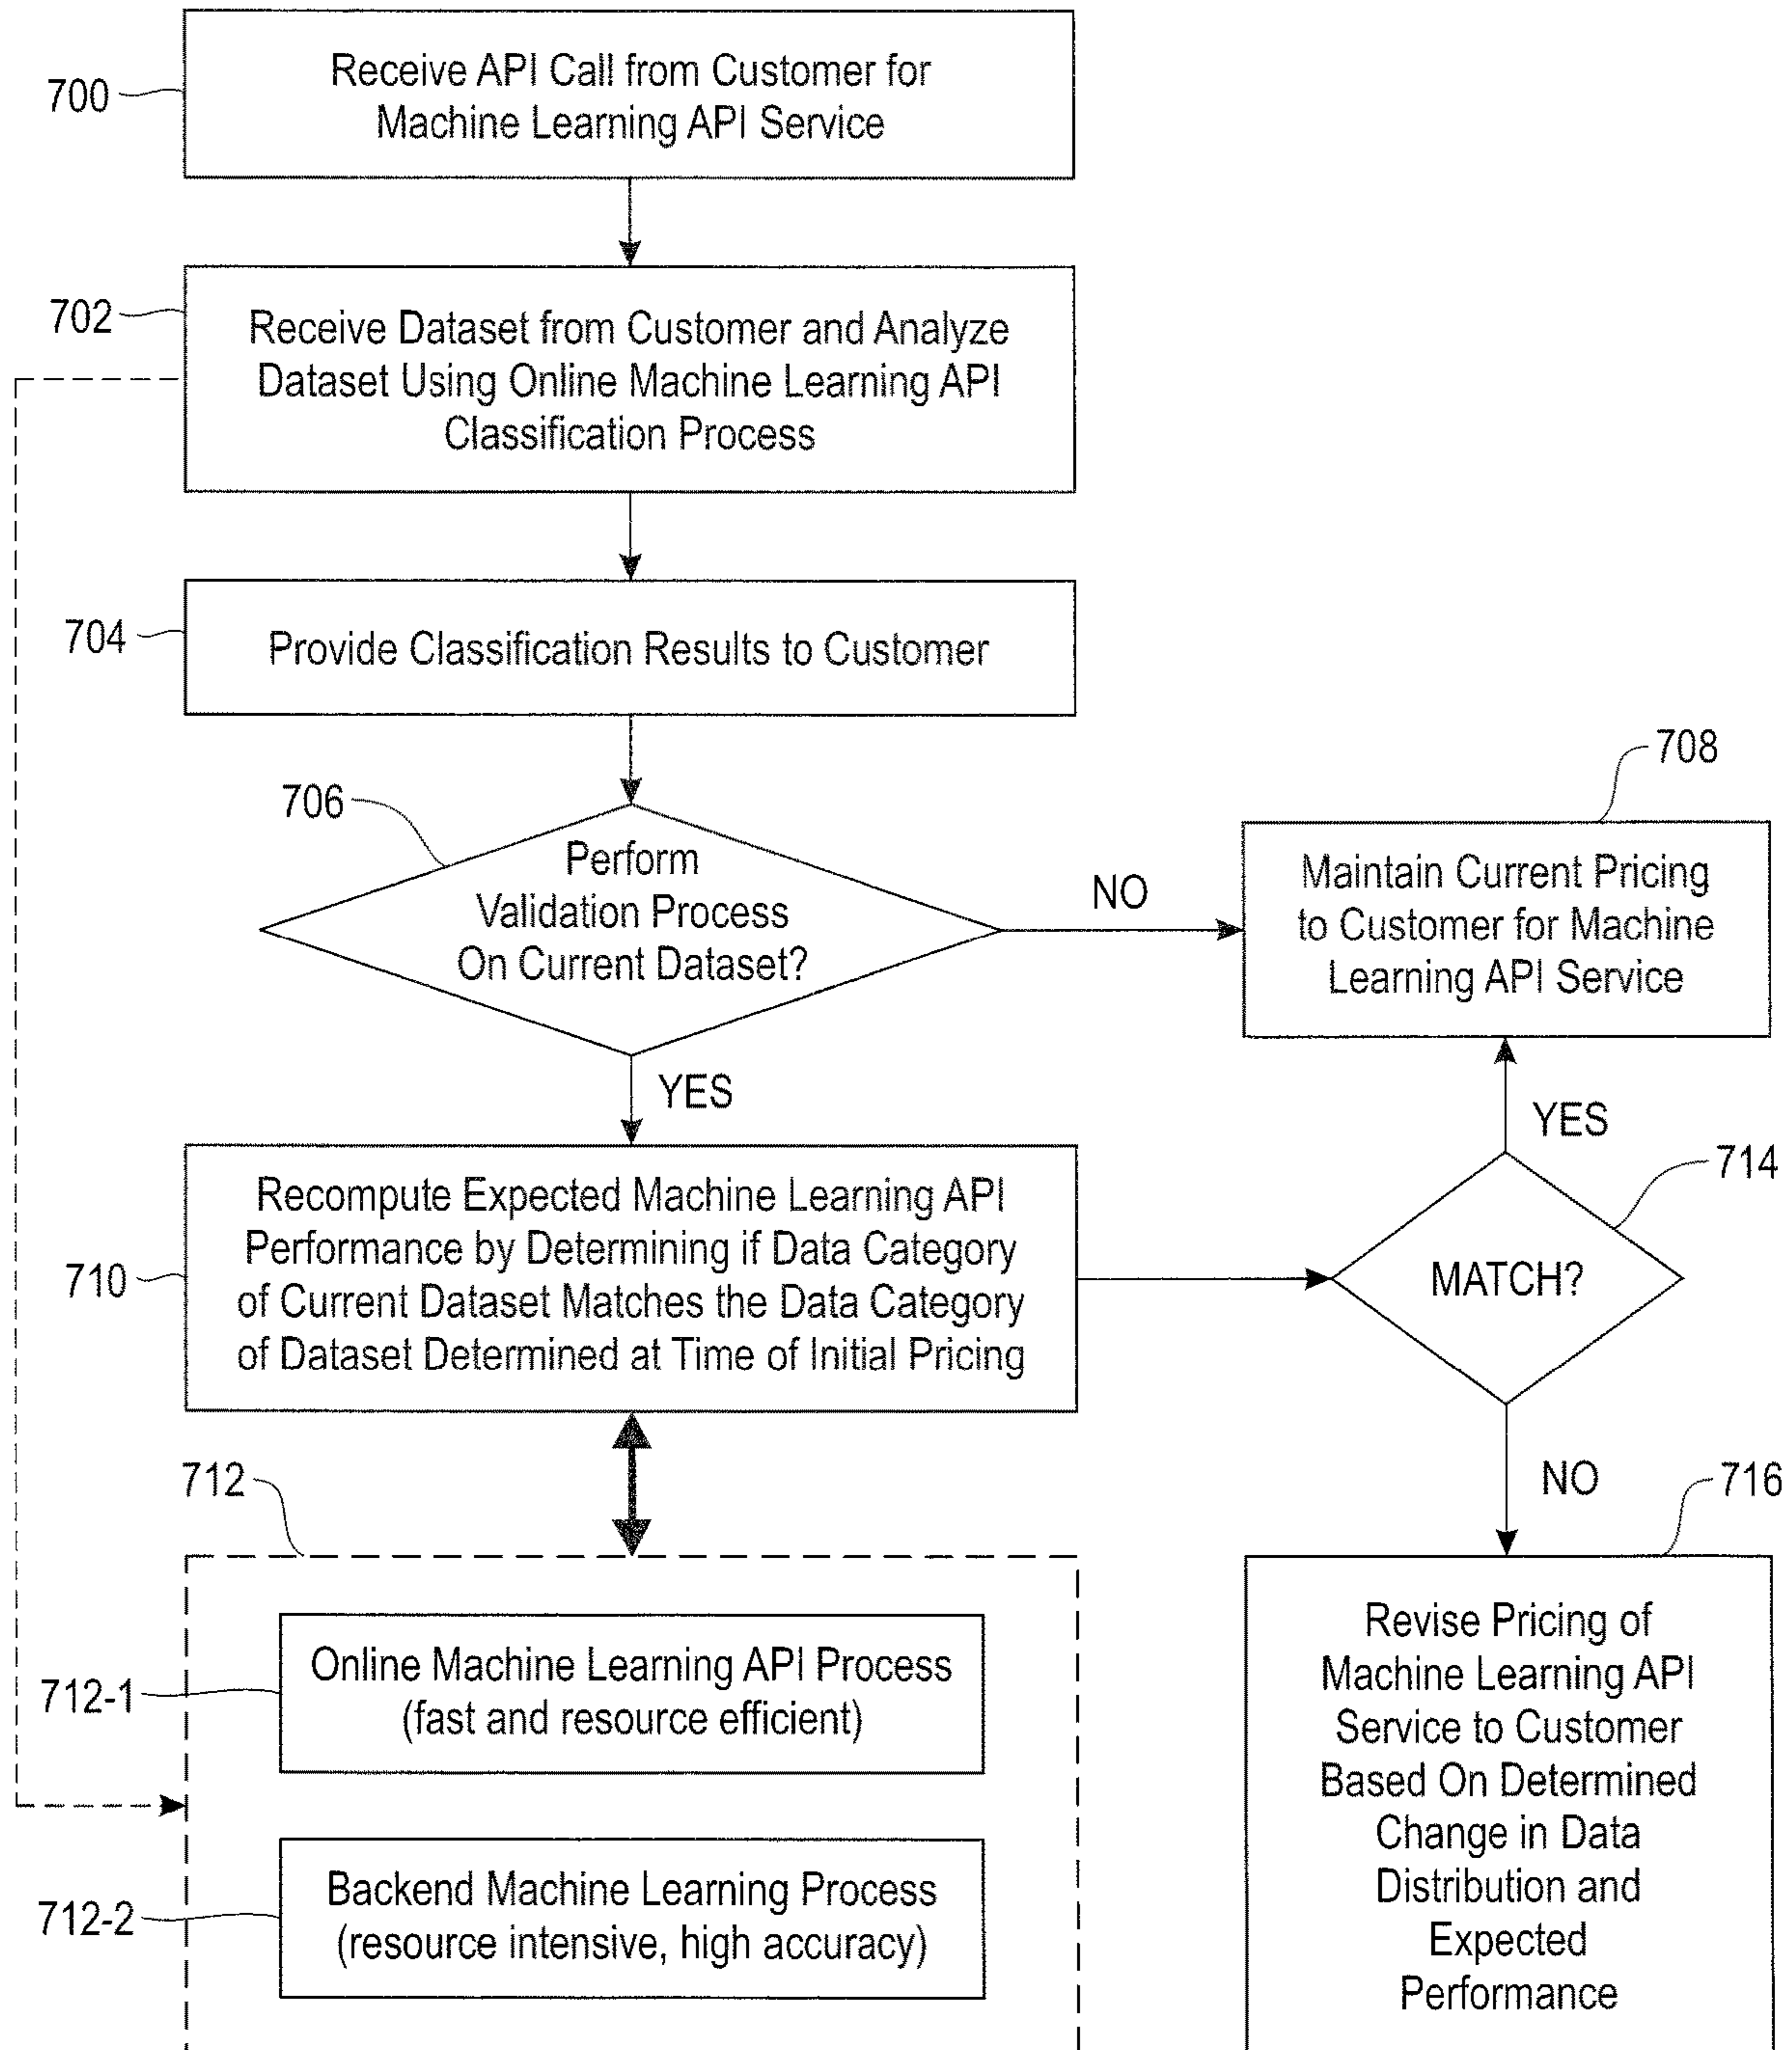 700
Receive API Call from Customer for
Machine Learning API Service
702
Receive Dataset from Customer and Analyze
Dataset Using Online Machine Learning API
Classification Process
704
Provide Classification Results to Customer
706
Perform
Validation Process
On Current Dataset?
NO
708
Maintain Current Pricing
to Customer for Machine
Learning API Service
YES
710
Recompute Expected Machine Learning API
Performance by Determining if Data Category
of Current Dataset Matches the Data Category
of Dataset Determined at Time of Initial Pricing
YES
714
MATCH?
NO
712
712-1
Online Machine Learning API Process
(fast and resource efficient)
712-2
Backend Machine Learning Process
(resource intensive, high accuracy)
716
Revise Pricing of
Machine Learning API
Service to Customer
Based On Determined
Change in Data
Distribution and
Expected
Performance